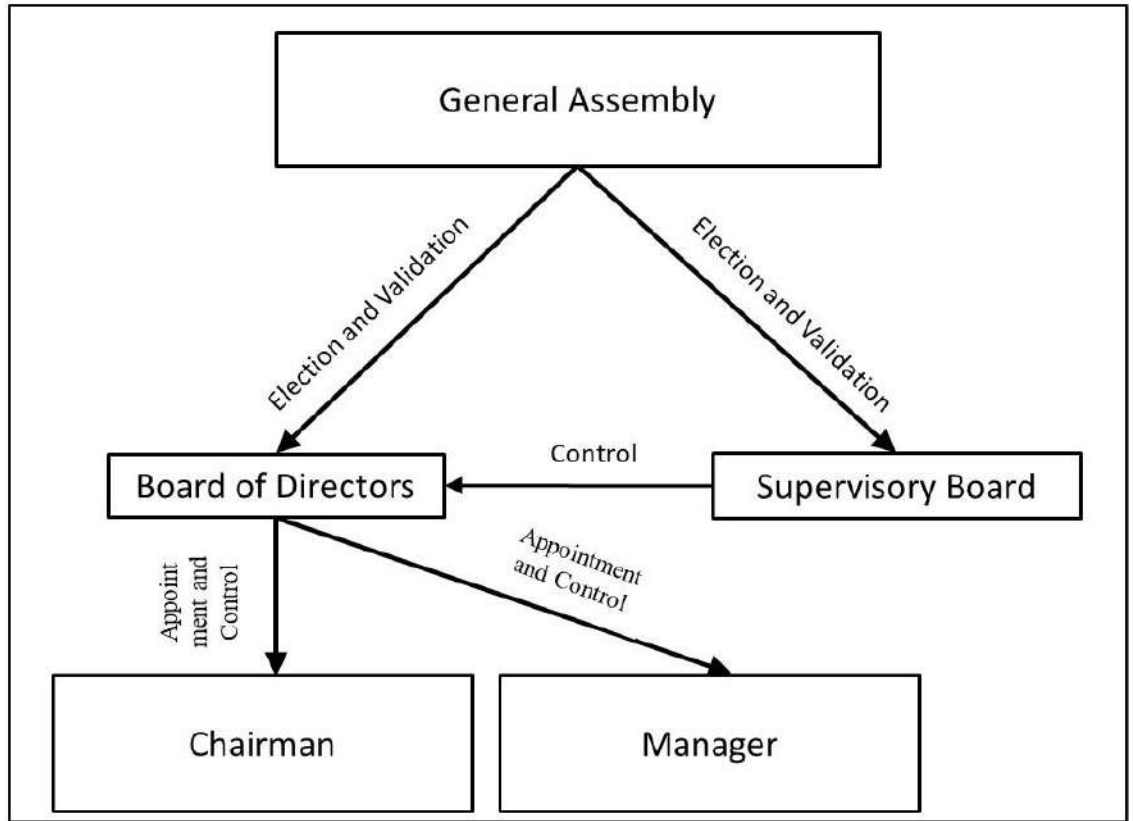 General Assembly
Election and Validation
Election and Validation
Control
Board of Directors
Supervisory Board
Appoint
ment and
Control
Appointment
and Control
Chairman
Manager